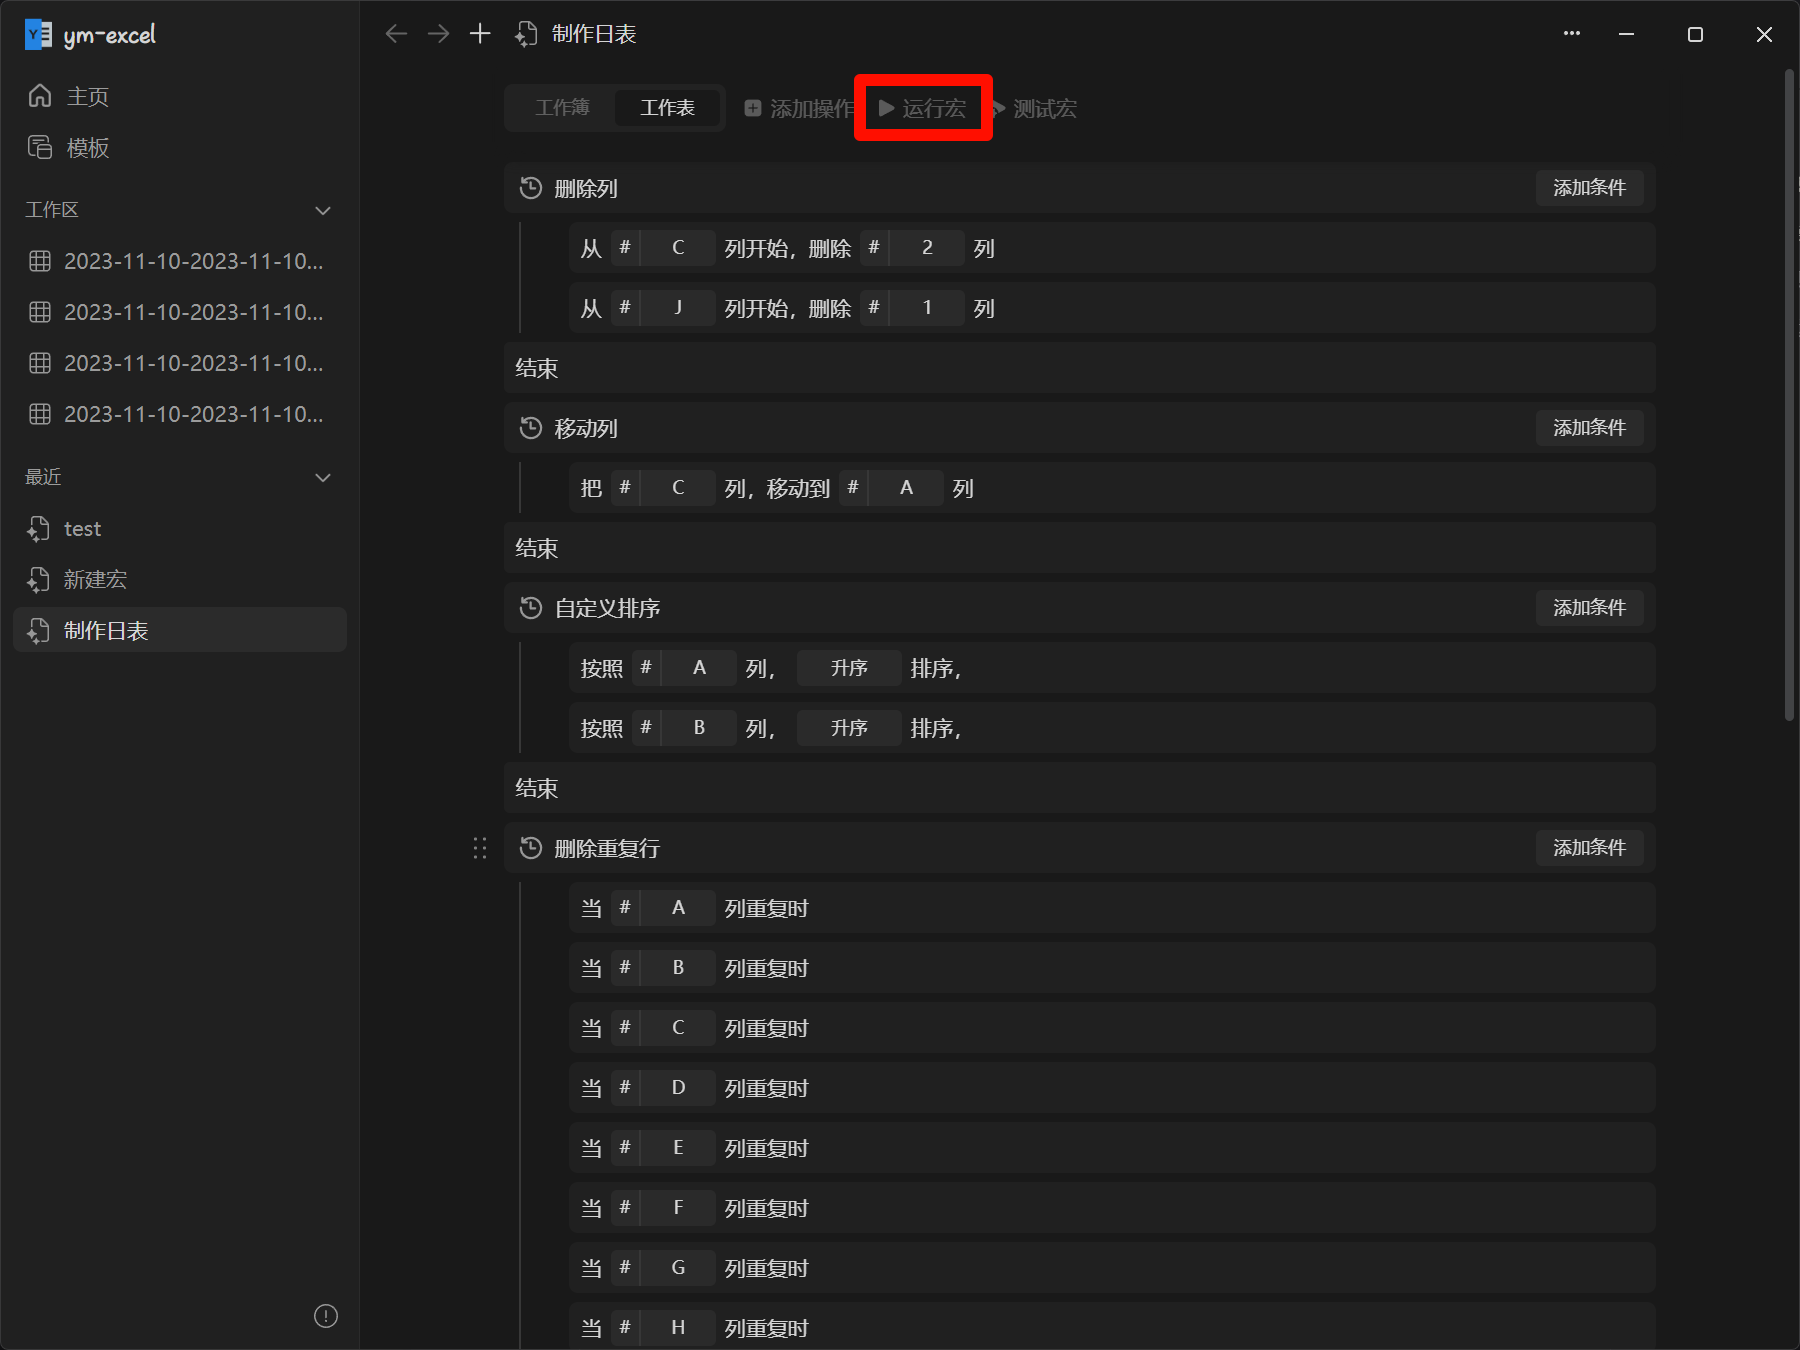 ym-excel
主页
模板
工作区
2023-11-10-2023-11-10...
2023-11-10-2023-11-10...
2023-11-10-2023-11-10...
2023-11-10-2023-11-10...
最近
test
新建宏
制作日表
制作日表
工作簿 工作表 添加操作 运行宏 测试宏
删除列 添加条件
从 # C 列开始，删除 # 2 列
从 # J 列开始，删除 # 1 列
结束
移动列 添加条件
把 # C 列，移动到 # A 列
结束
自定义排序 添加条件
按照 # A 列， 升序 排序，
按照 # B 列， 升序 排序，
结束
删除重复行 添加条件
当 # A 列重复时
当 # B 列重复时
当 # C 列重复时
当 # D 列重复时
当 # E 列重复时
当 # F 列重复时
当 # G 列重复时
当 # H 列重复时